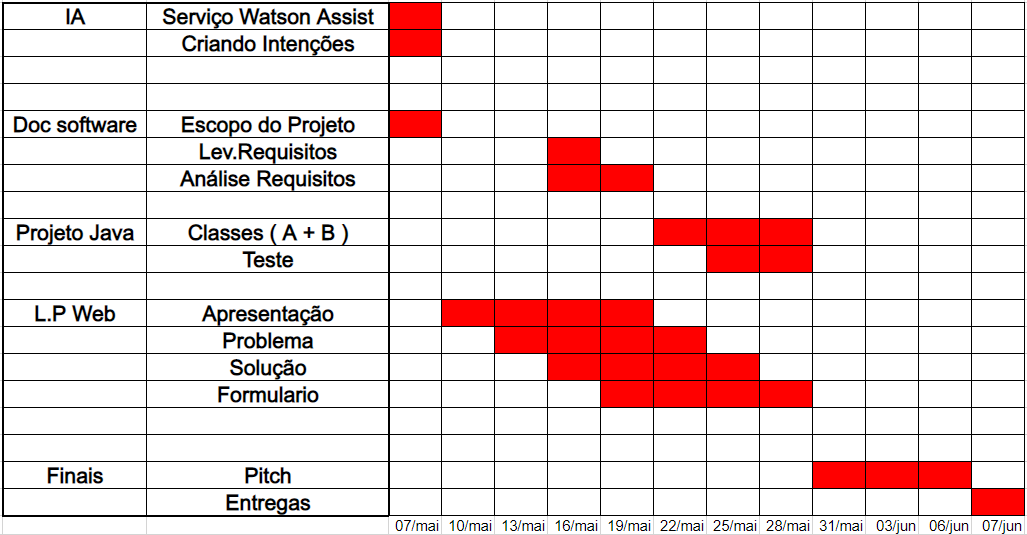 IA Serviço Watson Assist
Criando Intenções
Doc software Escopo do Projeto
Lev.Requisitos
Análise Requisitos
Projeto Java Classes ( A + B )
Teste
L.P Web Apresentação
Problema
Solução
Formulario
Finais Pitch
Entregas
07/mai 10/mai 13/mai 16/mai 19/mai 22/mai 25/mai 28/mai 31/mai 03/jun 06/jun 07/jun